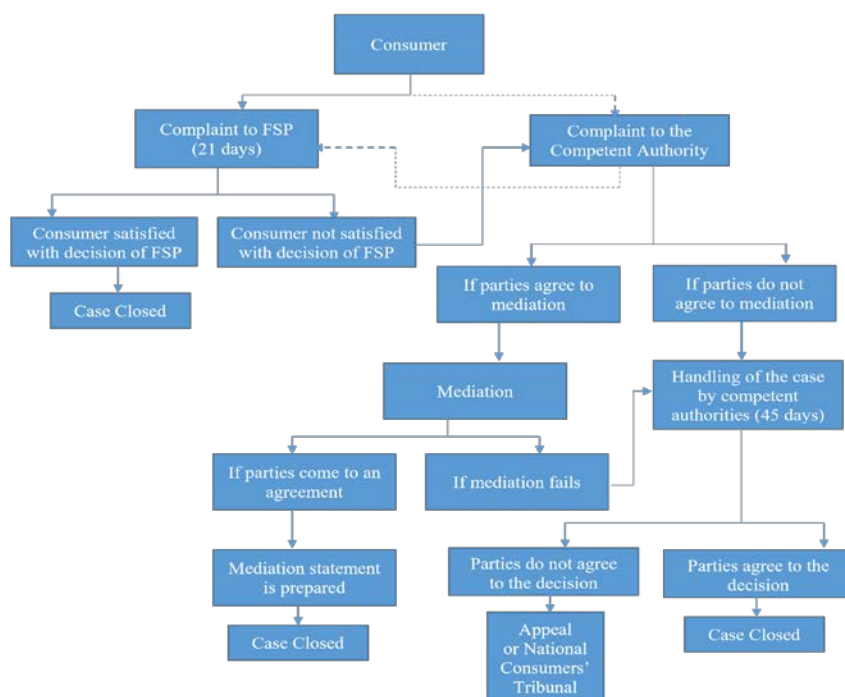 Consumer
Complaint to FSP
(21 days)
Complaint to the
Competent Authority
Consumer satisfied
with decision of FSP
Consumer not satisfied
with decision of FSP
Case Closed
If parties agree to
mediation
If parties do not
agree to mediation
Mediation
Handling of the case
by competent
authorities (45 days)
If parties come to an
agreement
If mediation fails
Mediation statement
is prepared
Case Closed
Parties do not agree
to the decision
Parties agree to the
decision
Appeal
or National
Consumers’
Tribunal
Case Closed